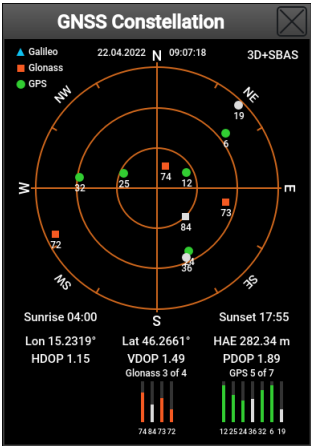 GNSS Constellation
Galileo
Glonass
GPS
22.04.2022 09:07:18
3D+SBAS
N
NW
NE
19
6
74
12
25
32
W
E
73
84
72
24
36
SW
SE
S
Sunrise 04:00
Sunset 17:55
Lon 15.2319°
Lat 46.2661°
HAE 282.34 m
HDOP 1.15
VDOP 1.49
PDOP 1.89
Glonass 3 of 4
GPS 5 of 7
74 84 73 72
12 25 24 36 32 6 19